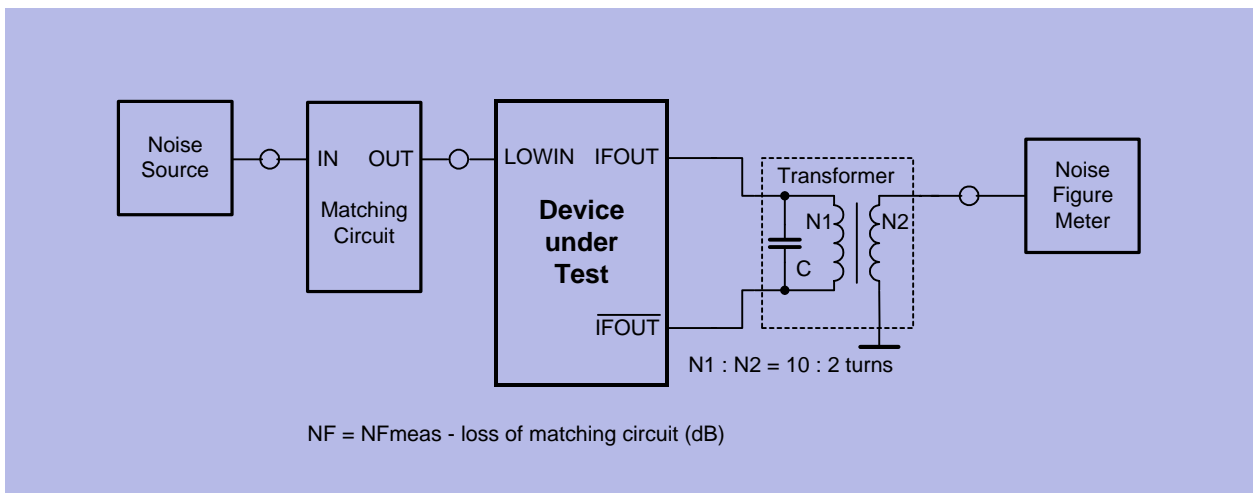 Noise
Source
IN
OUT
Matching
Circuit
LOWIN
IFOUT
Device
under
Test
IFOUT
Transformer
N1
N2
C
N1 : N2 = 10 : 2 turns
Noise
Figure
Meter
NF = NFmeas - loss of matching circuit (dB)